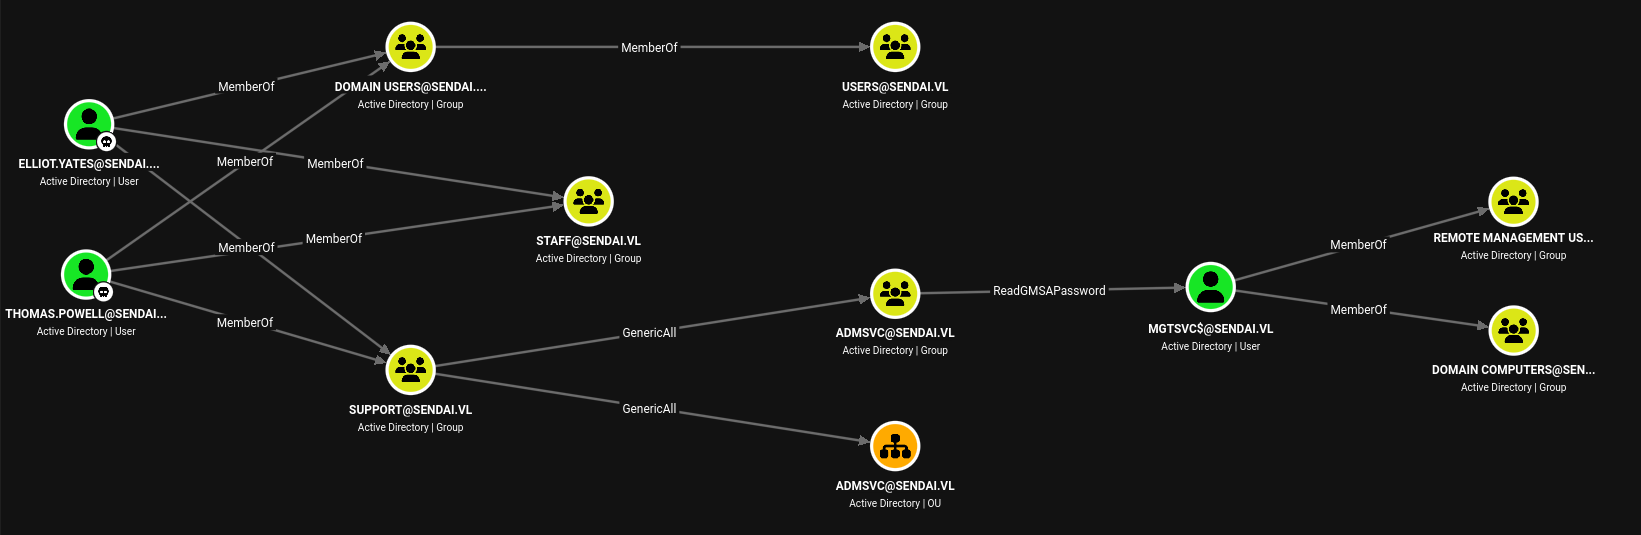 MemberOf
DOMAIN USERS@SENDAI....
Active Directory | Group
MemberOf
USERS@SENDAI.VL
Active Directory | Group
ELLIOT.YATES@SENDAI....
Active Directory | User
MemberOf
MemberOf
STAFF@SENDAI.VL
Active Directory | Group
MemberOf
MemberOf
THOMAS.POWELL@SENDAI...
Active Directory | User
MemberOf
SUPPORT@SENDAI.VL
Active Directory | Group
GenericAll
ADMSVC@SENDAI.VL
Active Directory | Group
ReadGMSAPassword
MGTSVC$@SENDAI.VL
Active Directory | User
MemberOf
REMOTE MANAGEMENT US...
Active Directory | Group
MemberOf
DOMAIN COMPUTERS@SEN...
Active Directory | Group
GenericAll
ADMSVC@SENDAI.VL
Active Directory | OU